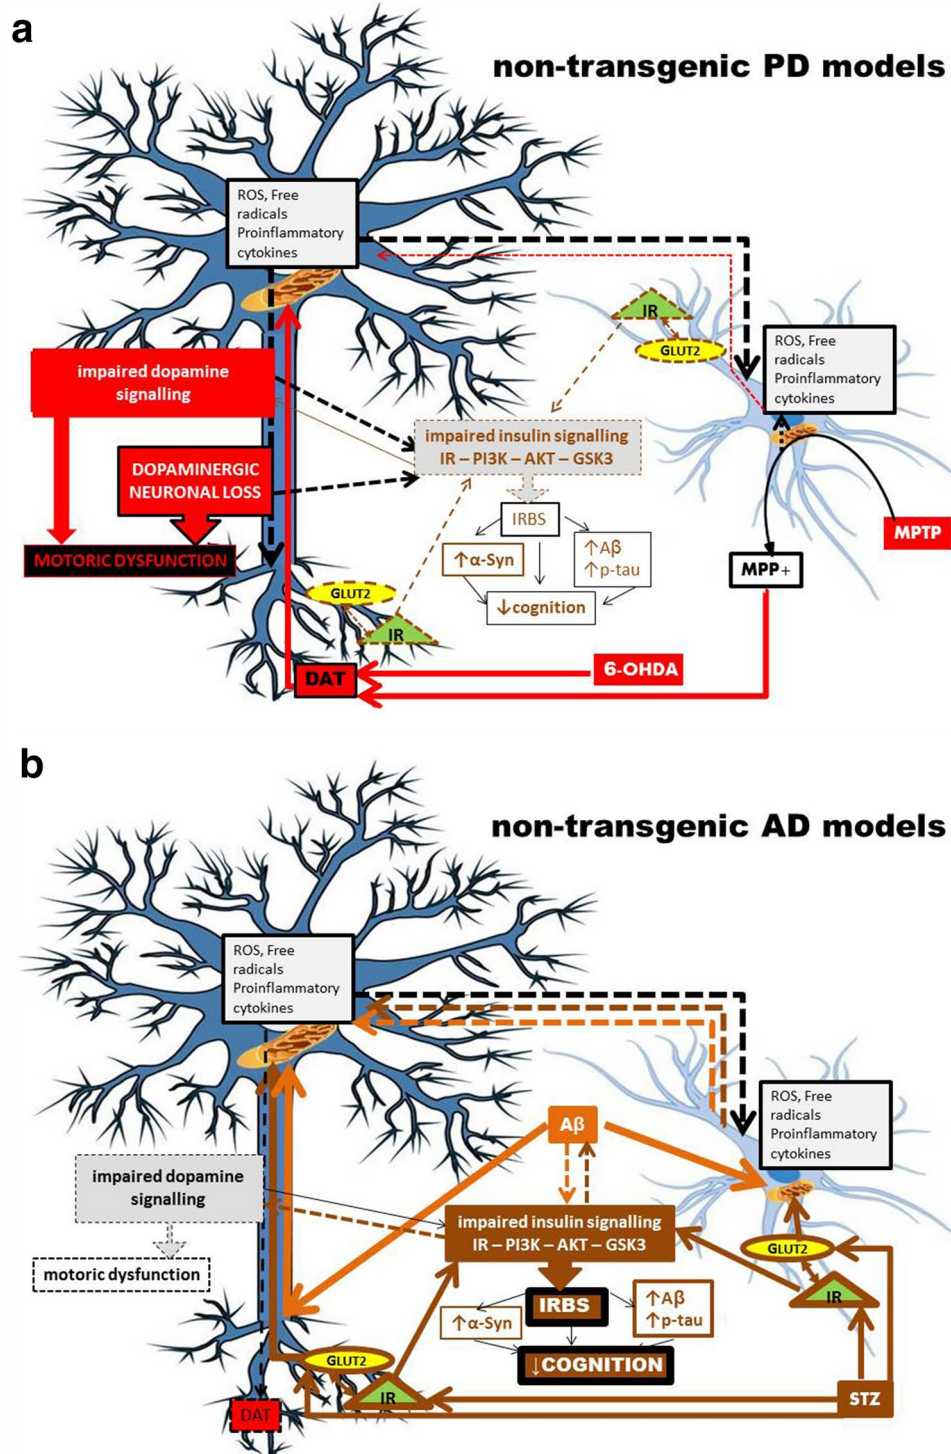 a
non-transgenic PD models
ROS, Free
radicals
Proinflammatory
cytokines
IR
GLUT2
ROS, Free
radicals
Proinflammatory
cytokines
impaired dopamine
signalling
impaired insulin signalling
IR – PI3K – AKT – GSK3
DOPAMINERGIC
NEURONAL LOSS
IRBS
MPTP
MOTORIC DYSFUNCTION
↑α-Syn
↑Aβ
↑p-tau
MPP+
GLUT2
↓cognition
IR
DAT
6-OHDA
b
non-transgenic AD models
ROS, Free
radicals
Proinflammatory
cytokines
ROS, Free
radicals
Proinflammatory
cytokines
Aβ
impaired dopamine
signalling
impaired insulin signalling
IR – PI3K – AKT – GSK3
GLUT2
motoric dysfunction
IR
IRBS
↑α-Syn
↑Aβ
↑p-tau
GLUT2
↓COGNITION
IR
STZ
DAT